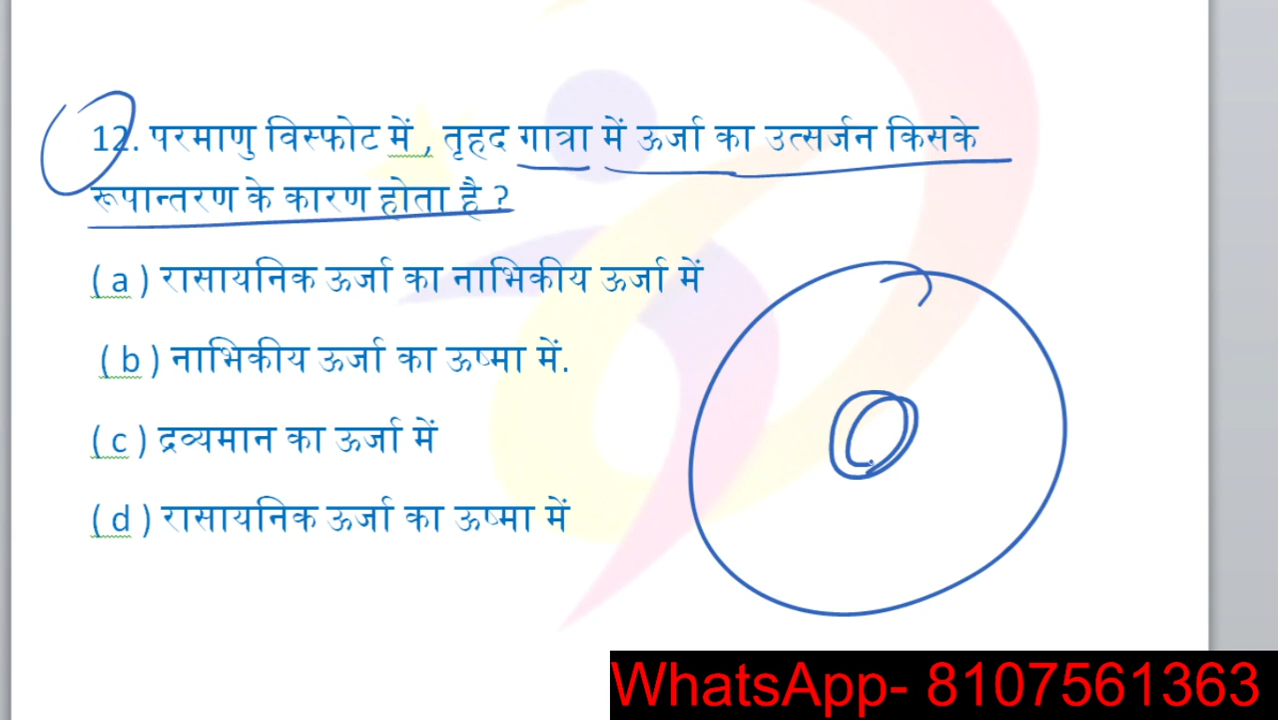 12. परमाणु विस्फोट में , तृहद गात्रा में ऊर्जा का उत्सर्जन किसके
रूपान्तरण के कारण होता है ?
( a ) रासायनिक ऊर्जा का नाभिकीय ऊर्जा में
( b ) नाभिकीय ऊर्जा का ऊष्मा में.
( c ) द्रव्यमान का ऊर्जा में
( d ) रासायनिक ऊर्जा का ऊष्मा में
WhatsApp- 8107561363